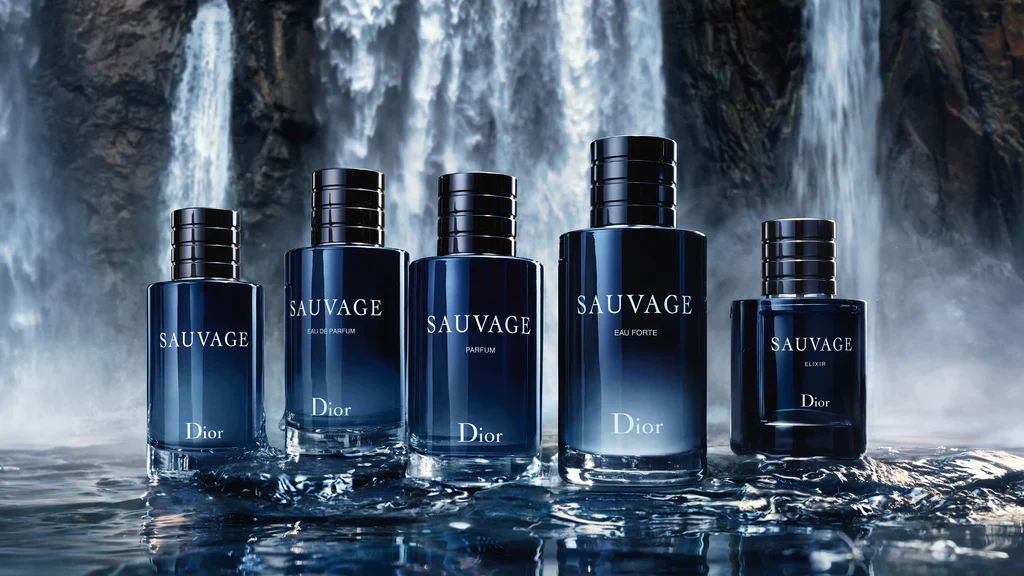 SAUVAGE
Dior
SAUVAGE
EAU DE PARFUM
Dior
SAUVAGE
PARFUM
Dior
SAUVAGE
EAU FORTE
Dior
SAUVAGE
ELIXIR
Dior